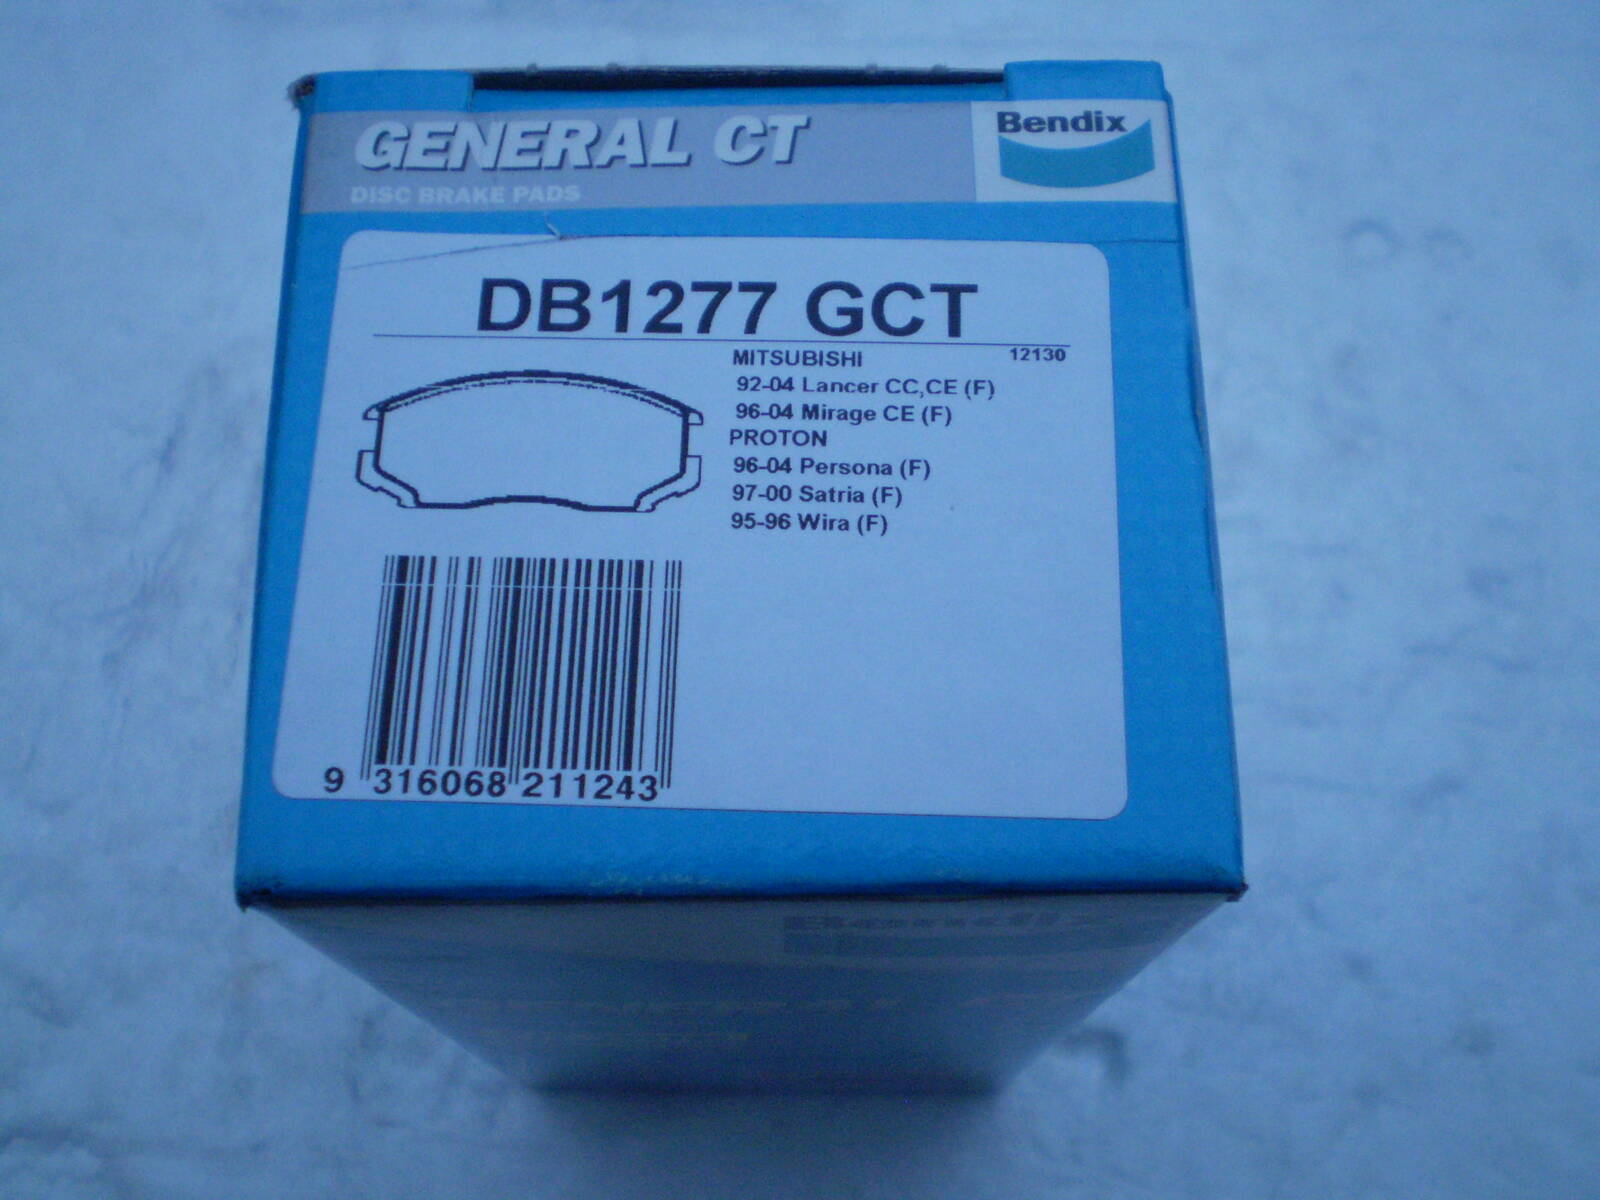 GENERAL CT
DISC BRAKE PADS
Bendix
DB1277 GCT
MITSUBISHI 12130
92-04 Lancer CC,CE (F)
96-04 Mirage CE (F)
PROTON
96-04 Persona (F)
97-00 Satria (F)
95-96 Wira (F)
9 316068 211243
Bendix